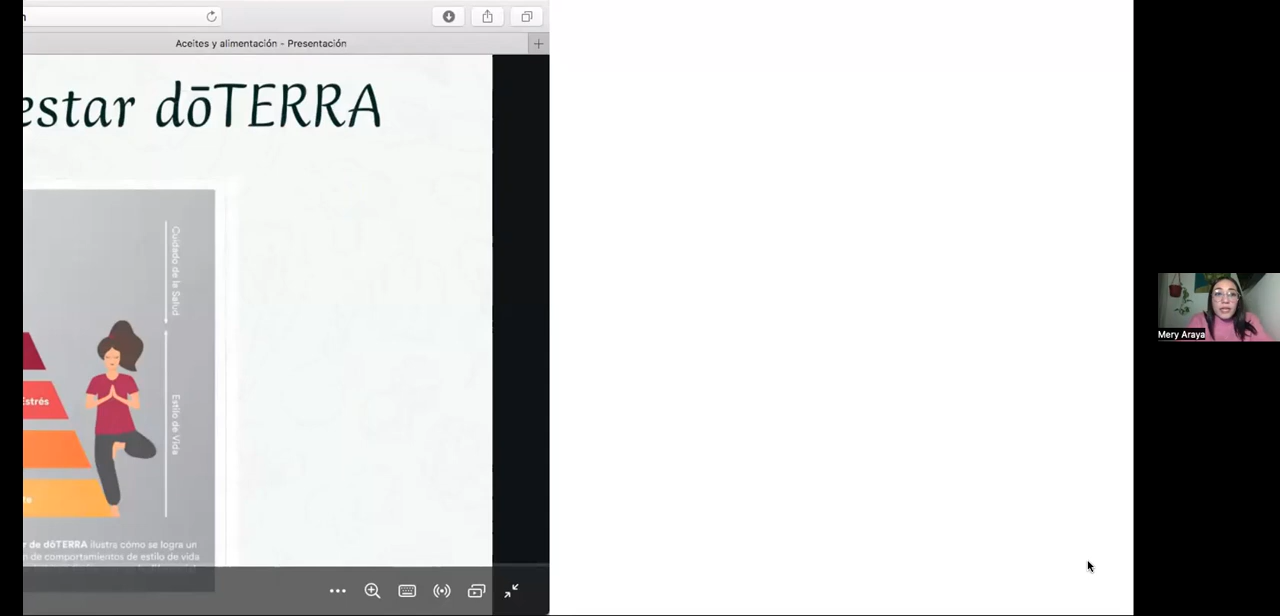 Aceites y alimentación - Presentación
estar dōTERRA
Cuidado de la Salud
Estrés
Estilo de Vida
r de dōTERRA ilustra cómo se logra un
n de comportamientos de estilo de vida
Mery Araya